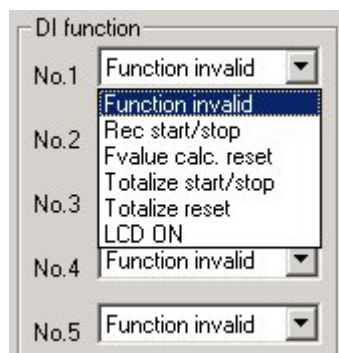 DI function
No.1 Function invalid
Function invalid
Rec start/stop
No.2
Fvalue calc. reset
Totalize start/stop
No.3
Totalize reset
LCD ON
No.4 Function invalid
No.5 Function invalid